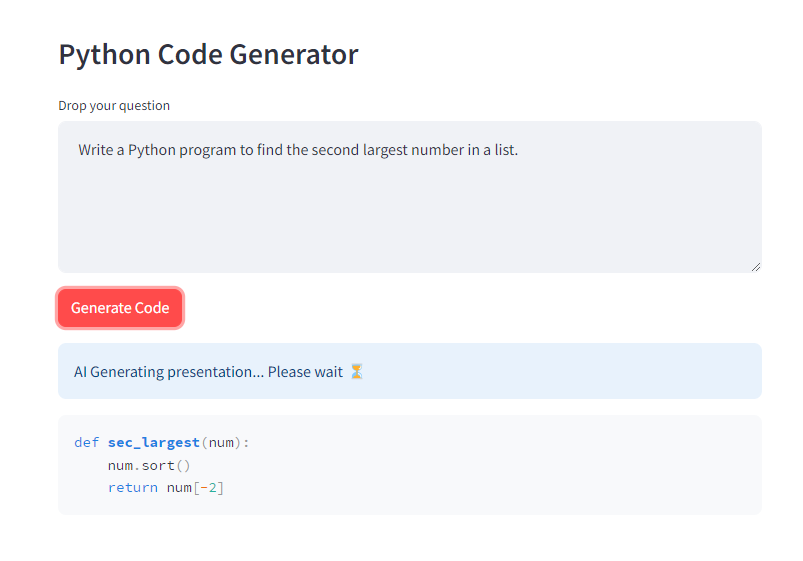 Python Code Generator
Drop your question
Write a Python program to find the second largest number in a list.
Generate Code
AI Generating presentation... Please wait ⏳
def sec_largest(num):
    num.sort()
    return num[-2]